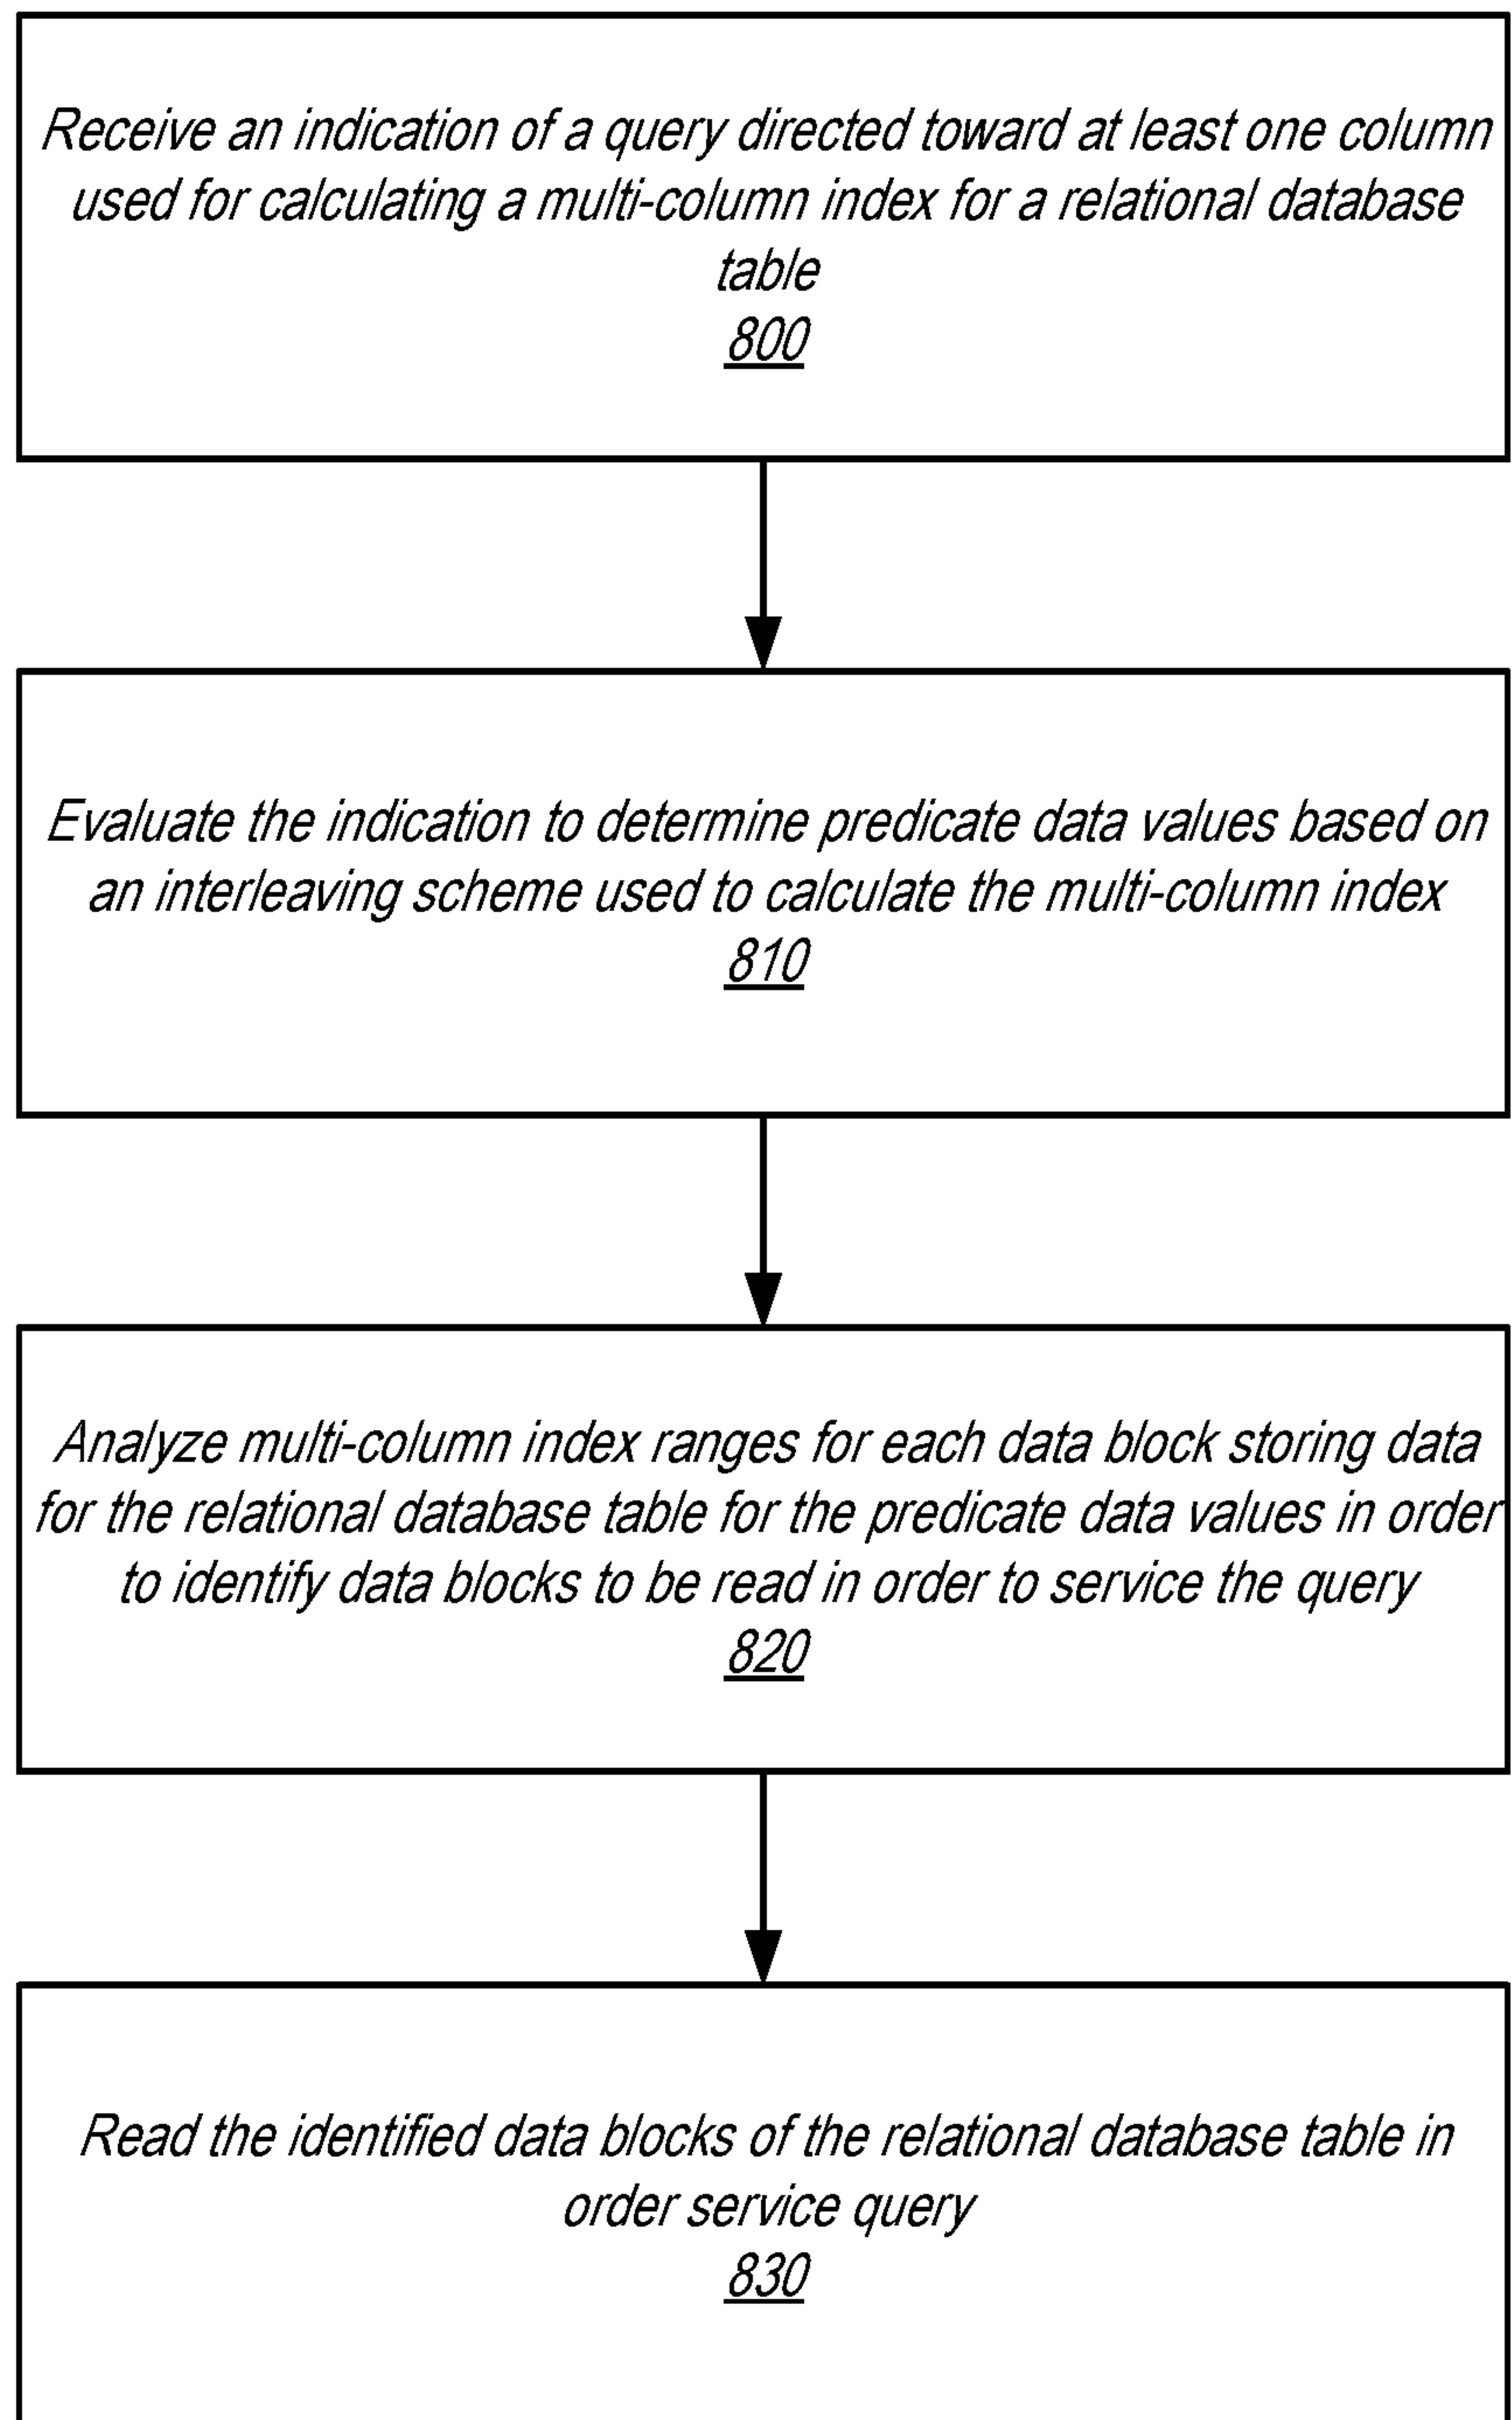 Receive an indication of a query directed toward at least one column
used for calculating a multi-column index for a relational database
table
800
Evaluate the indication to determine predicate data values based on
an interleaving scheme used to calculate the multi-column index
810
Analyze multi-column index ranges for each data block storing data
for the relational database table for the predicate data values in order
to identify data blocks to be read in order to service the query
820
Read the identified data blocks of the relational database table in
order service query
830